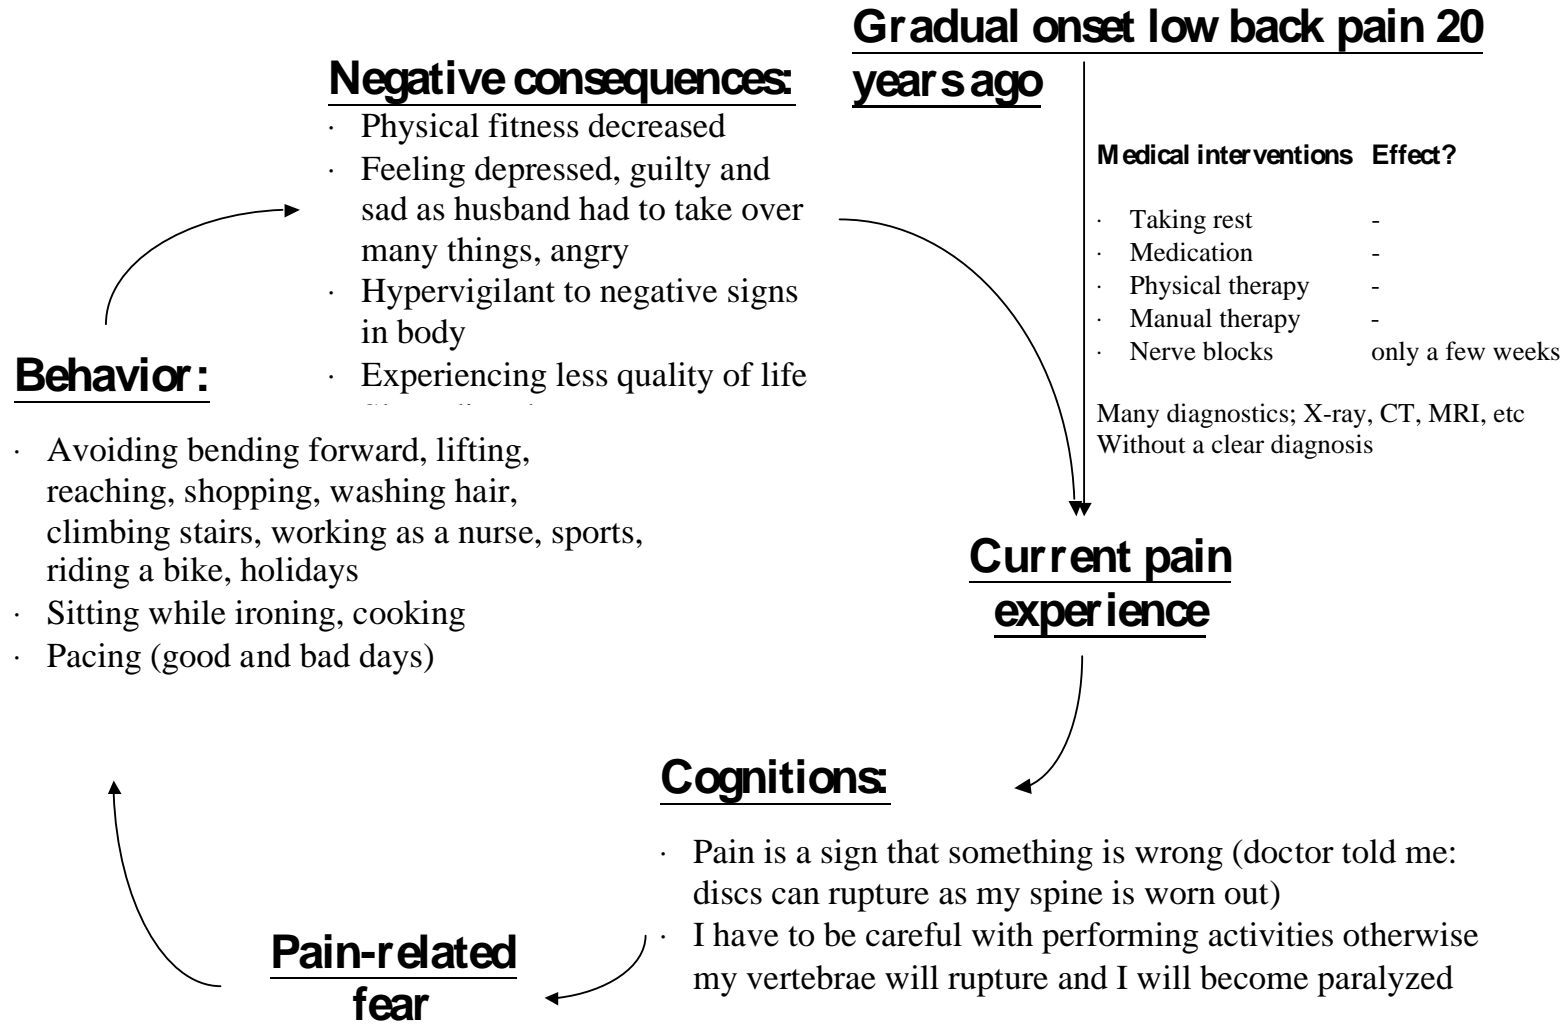 Gradual onset low back pain 20
years ago
Negative consequences:
· Physical fitness decreased
· Feeling depressed, guilty and
sad as husband had to take over
many things, angry
· Hypervigilant to negative signs
in body
· Experiencing less quality of life
Medical interventions Effect?
· Taking rest -
· Medication -
· Physical therapy -
· Manual therapy -
· Nerve blocks only a few weeks
Many diagnostics; X-ray, CT, MRI, etc
Without a clear diagnosis
Behavior:
· Avoiding bending forward, lifting,
reaching, shopping, washing hair,
climbing stairs, working as a nurse, sports,
riding a bike, holidays
· Sitting while ironing, cooking
· Pacing (good and bad days)
Current pain
experience
Cognitions:
· Pain is a sign that something is wrong (doctor told me:
discs can rupture as my spine is worn out)
· I have to be careful with performing activities otherwise
my vertebrae will rupture and I will become paralyzed
Pain-related
fear